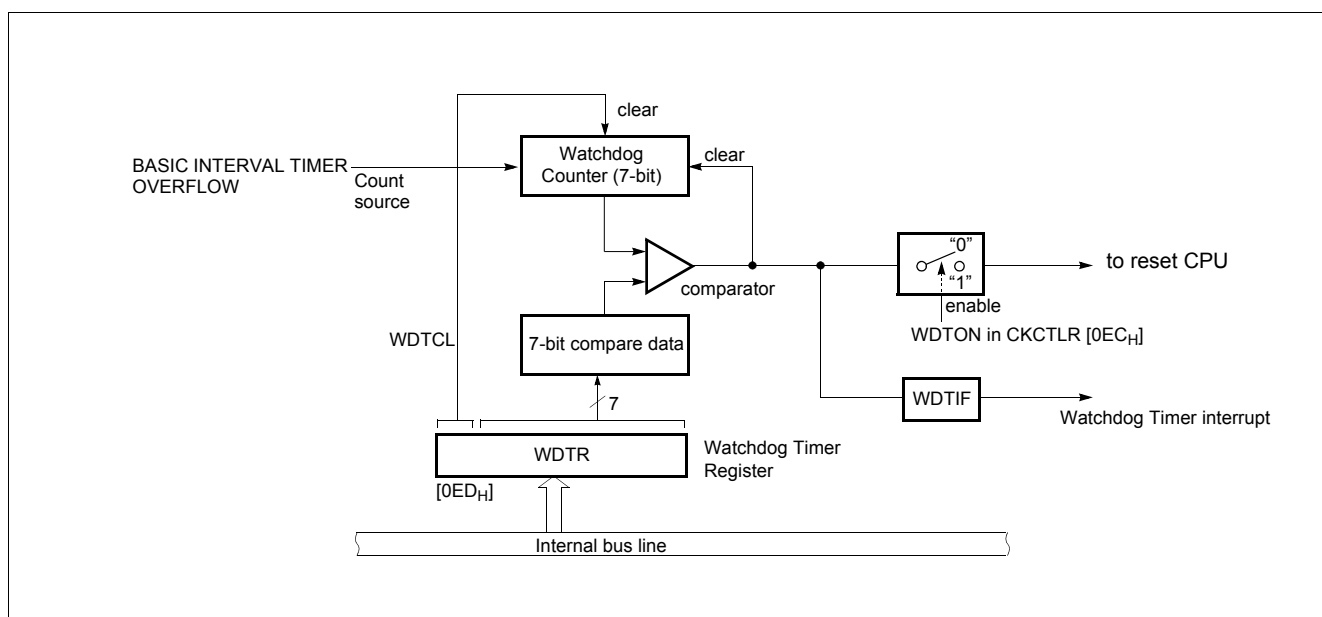 clear
BASIC INTERVAL TIMER
OVERFLOW
Count
source
Watchdog
Counter (7-bit)
clear
comparator
“0”
“1”
enable
to reset CPU
WDTON in CKCTLR [0ECH]
WDTCL
7-bit compare data
7
WDTIF
Watchdog Timer interrupt
WDTR
Watchdog Timer
Register
[0EDH]
Internal bus line